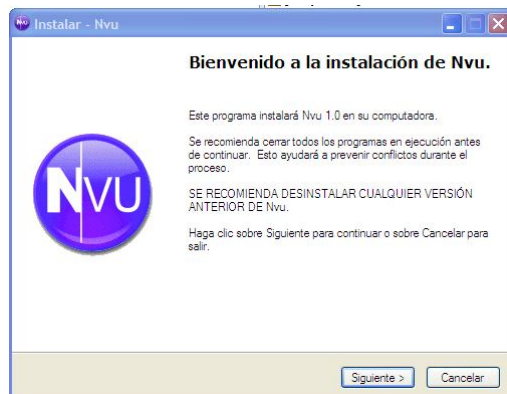 Instalar - Nvu
Bienvenido a la instalación de Nvu.
Este programa instalará Nvu 1.0 en su computadora.
Se recomienda cerrar todos los programas en ejecución antes
de continuar. Esto ayudará a prevenir conflictos durante el
proceso.
SE RECOMIENDA DESINSTALAR CUALQUIER VERSIÓN
ANTERIOR DE Nvu.
Haga clic sobre Siguiente para continuar o sobre Cancelar para
salir.
NVU
Siguiente >
Cancelar